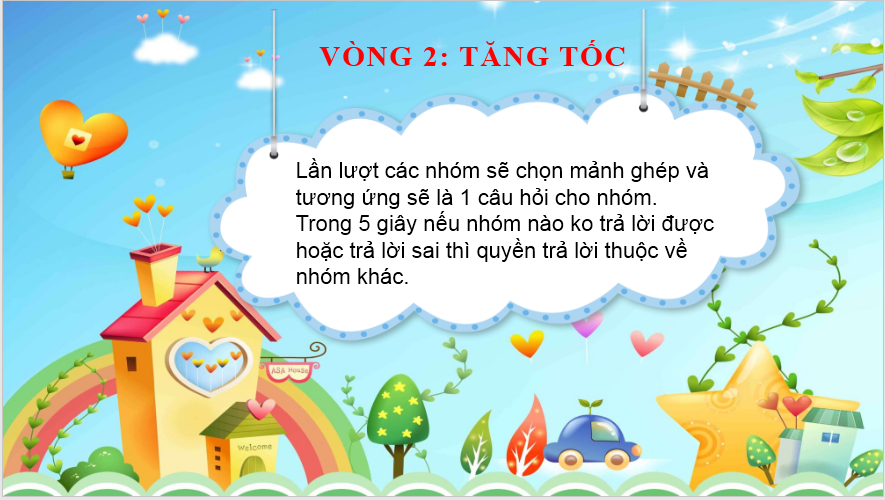 VÒNG 2: TĂNG TỐC
Lần lượt các nhóm sẽ chọn mảnh ghép và
tương ứng sẽ là 1 câu hỏi cho nhóm.
Trong 5 giây nếu nhóm nào ko trả lời được
hoặc trả lời sai thì quyền trả lời thuộc về
nhóm khác.
ASA House
Welcome